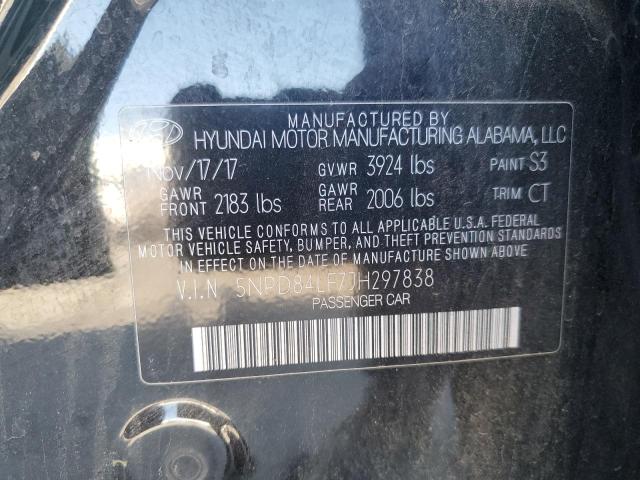 MANUFACTURED BY
HYUNDAI MOTOR MANUFACTURING ALABAMA, LLC
Nov/17/17 GVWR 3924 lbs PAINT S3
GAWR FRONT 2183 lbs GAWR REAR 2006 lbs TRIM CT
THIS VEHICLE CONFORMS TO ALL APPLICABLE U.S.A. FEDERAL
MOTOR VEHICLE SAFETY, BUMPER, AND THEFT PREVENTION STANDARDS
IN EFFECT ON THE DATE OF MANUFACTURE SHOWN ABOVE.
V.I.N 5NPD84LF7JH297838
PASSENGER CAR